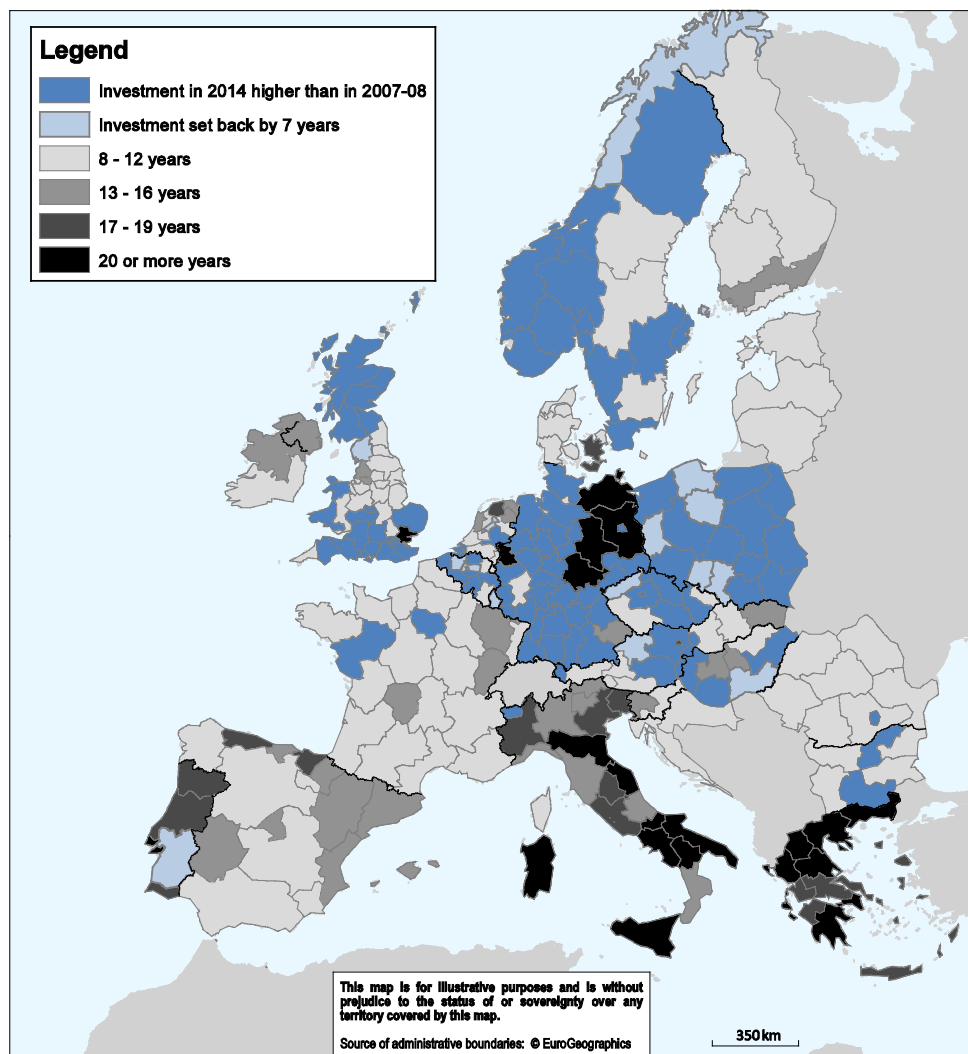 Legend
Investment in 2014 higher than in 2007-08
Investment set back by 7 years
8 - 12 years
13 - 16 years
17 - 19 years
20 or more years
This map is for illustrative purposes and is without
prejudice to the status of or sovereignty over any
territory covered by this map.
Source of administrative boundaries: © EuroGeographics
350 km